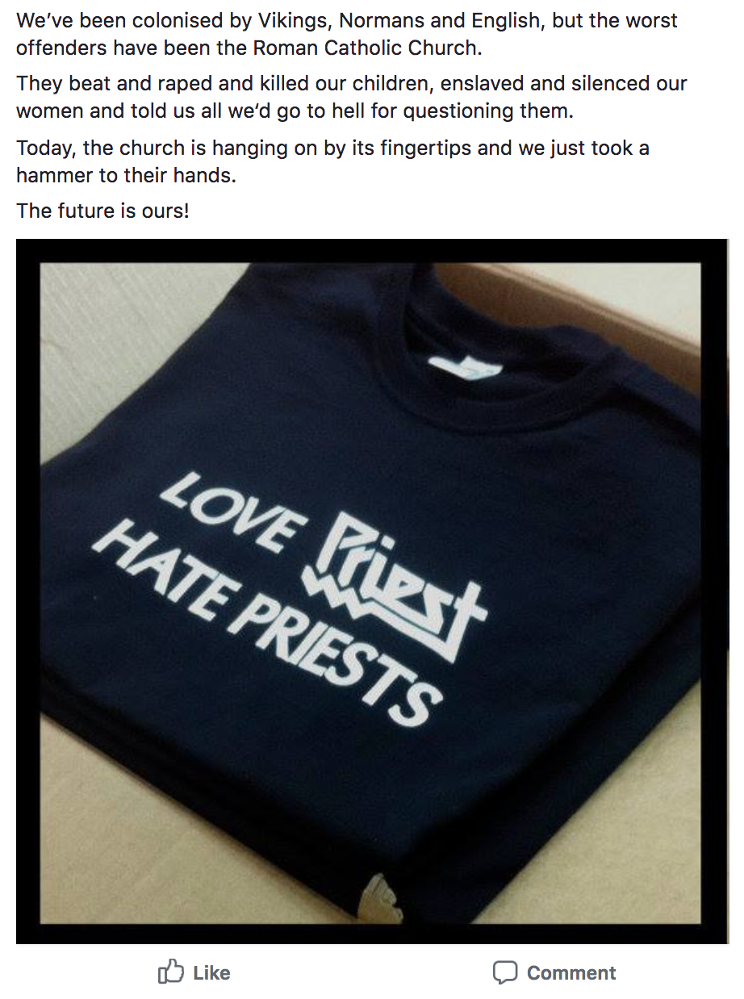 We’ve been colonised by Vikings, Normans and English, but the worst
offenders have been the Roman Catholic Church.
They beat and raped and killed our children, enslaved and silenced our
women and told us all we‘d go to hell for questioning them.
Today, the church is hanging on by its fingertips and we just took a
hammer to their hands.
The future is ours!
LOVE Priest
HATE PRIESTS
Like
Comment